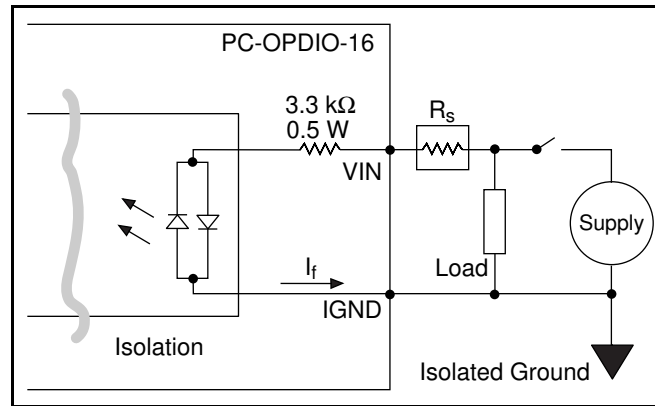 PC-OPDIO-16
3.3 kΩ
0.5 W
Rs
VIN
Supply
Load
If
IGND
Isolation
Isolated Ground